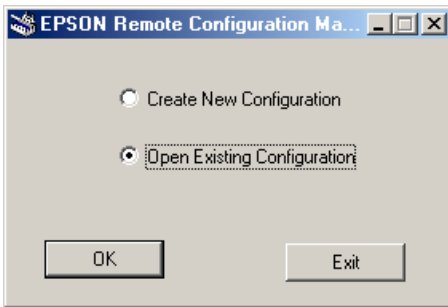 EPSON Remote Configuration Ma...
Create New Configuration
Open Existing Configuration
OK Exit